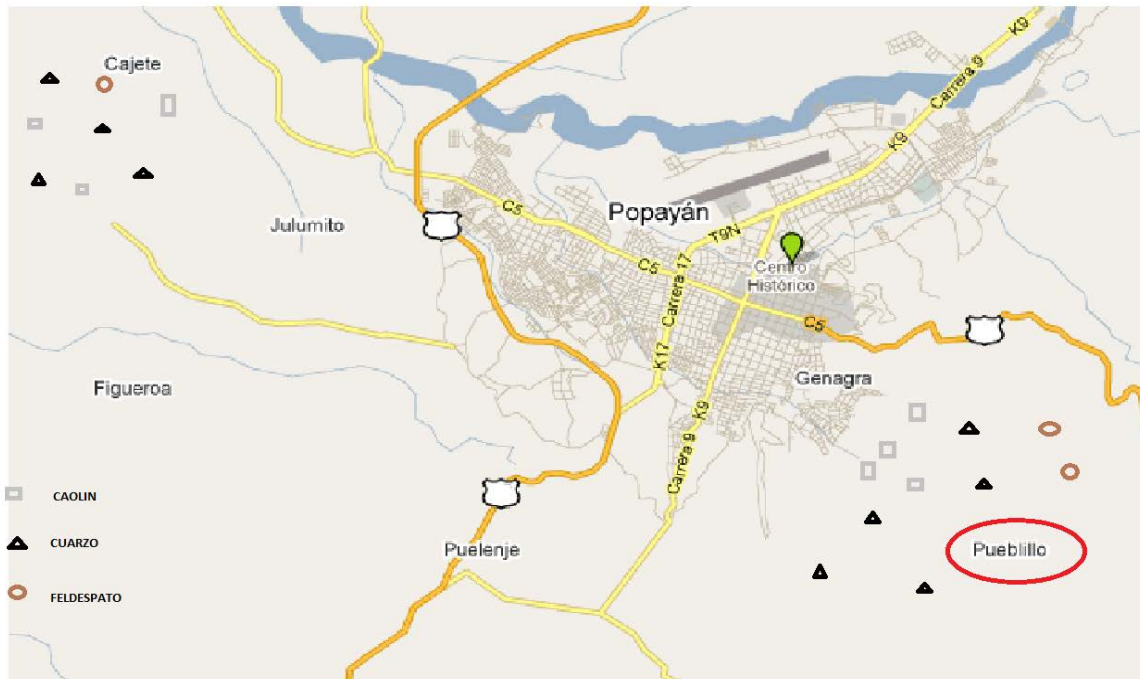 Cajete
K9
Carrera 9
K9
Popayán
C5
T9N
Julumito
C5
Centro
Histórico
Carrera 17
C5
K17
Genagra
Figueroa
K9
Carrera 9
CAOLIN
CUARZO
Puelenje
Pueblillo
FELDESPATO